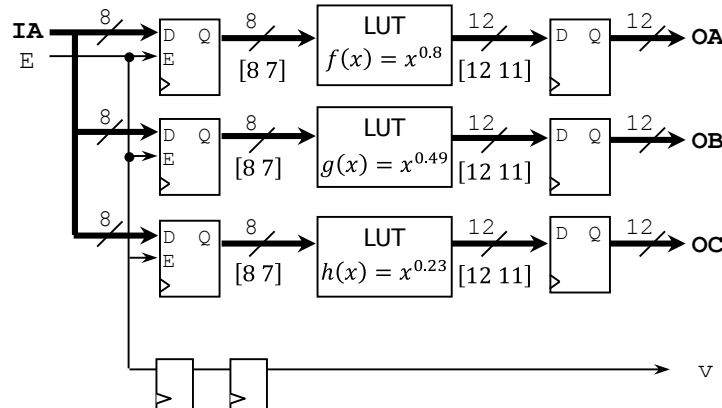 8 8 LUT 12 12
IA D Q f(x) = x^0.8 D Q OA
E E [8 7] [12 11]
8 8 LUT 12 12
D Q g(x) = x^0.49 D Q OB
E [8 7] [12 11]
8 8 LUT 12 12
D Q h(x) = x^0.23 D Q OC
E [8 7] [12 11]
v